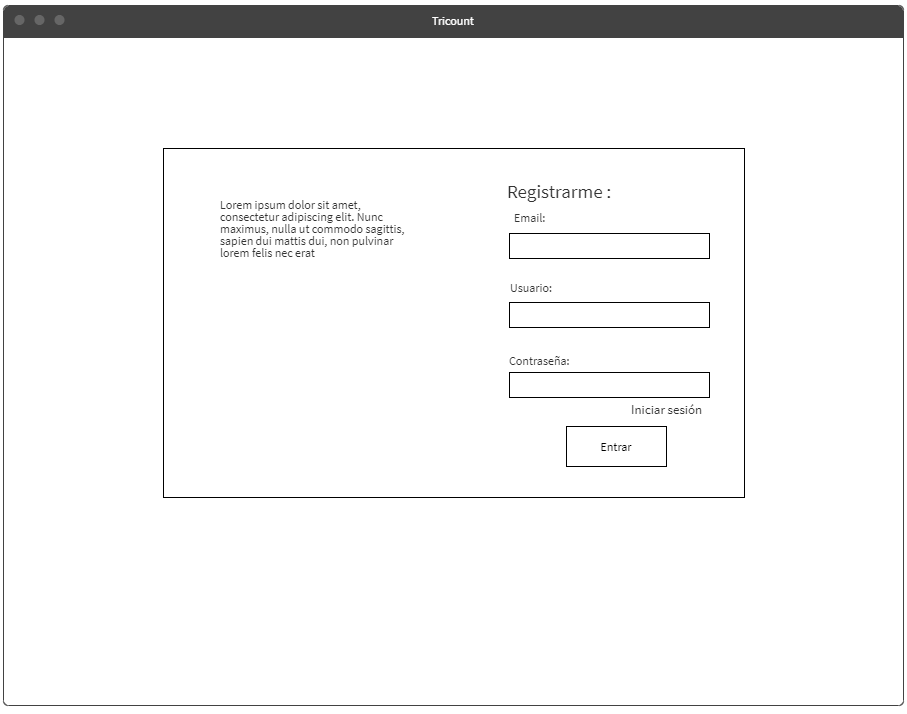 Tricount
Lorem ipsum dolor sit amet,
consectetur adipiscing elit. Nunc
maximus, nulla ut commodo sagittis,
sapien dui mattis dui, non pulvinar
lorem felis nec erat
Registrarme :
Email:
Usuario:
Contraseña:
Iniciar sesión
Entrar